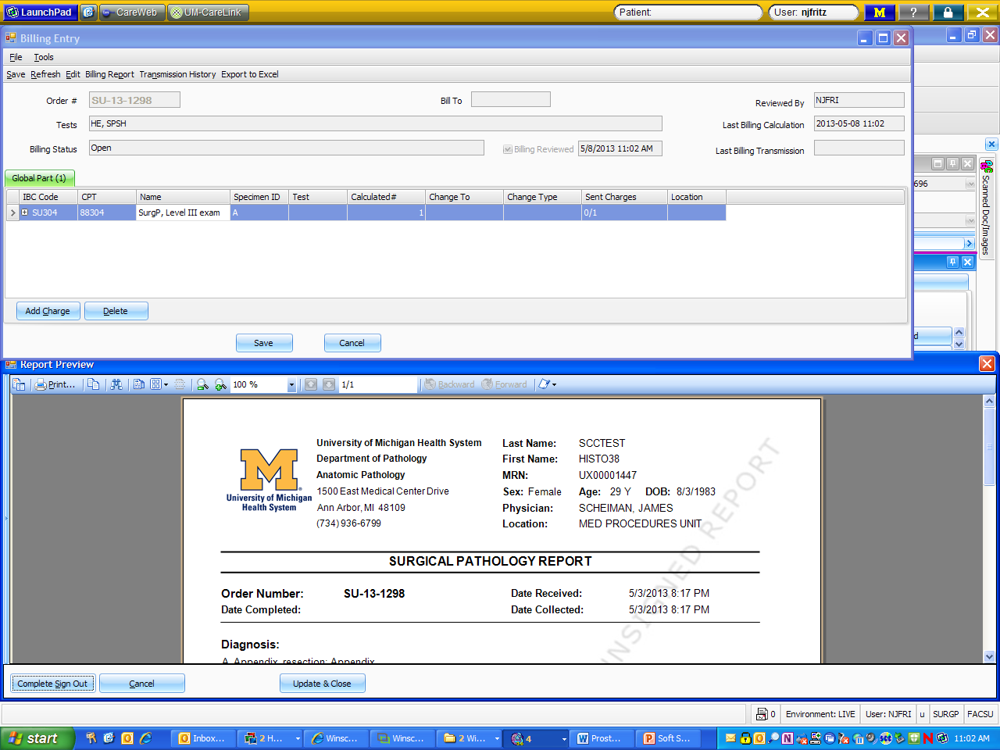 LaunchPad CareWeb UM-CareLink Patient: User: njfritz M ?
Billing Entry
File Tools
Save Refresh Edit Billing Report Transmission History Export to Excel
Order # SU-13-1298 Bill To Reviewed By NJFRI
Tests HE, SPSH Last Billing Calculation 2013-05-08 11:02
Billing Status Open Billing Reviewed 5/8/2013 11:02 AM Last Billing Transmission
Global Part (1)
IBC Code CPT Name Specimen ID Test Calculated# Change To Change Type Sent Charges Location
SU304 88304 SurgP, Level III exam A 1 0/1
696
Scanned Doc/Images
Add Charge Delete
d
Save Cancel
Report Preview
Print... 100 % 1/1 Backward Forward
M
University of Michigan
Health System
University of Michigan Health System
Department of Pathology
Anatomic Pathology
1500 East Medical Center Drive
Ann Arbor, MI 48109
(734) 936-6799
Last Name: SCCTEST
First Name: HISTO38
MRN: UX00001447
Sex: Female Age: 29 Y DOB: 8/3/1983
Physician: SCHEIMAN, JAMES
Location: MED PROCEDURES UNIT
NSIGNED REPORT
SURGICAL PATHOLOGY REPORT
Order Number: SU-13-1298 Date Received: 5/3/2013 8:17 PM
Date Completed: Date Collected: 5/3/2013 8:17 PM
Diagnosis:
A. Appendix, resection: Appendix
Complete Sign Out Cancel Update & Close
0 Environment: LIVE User: NJFRI u SURGP FACSU
start Inbox... 2 H... Winsc... Winsc... 2 Wi... 4 Prost... Soft S... 11:02 AM